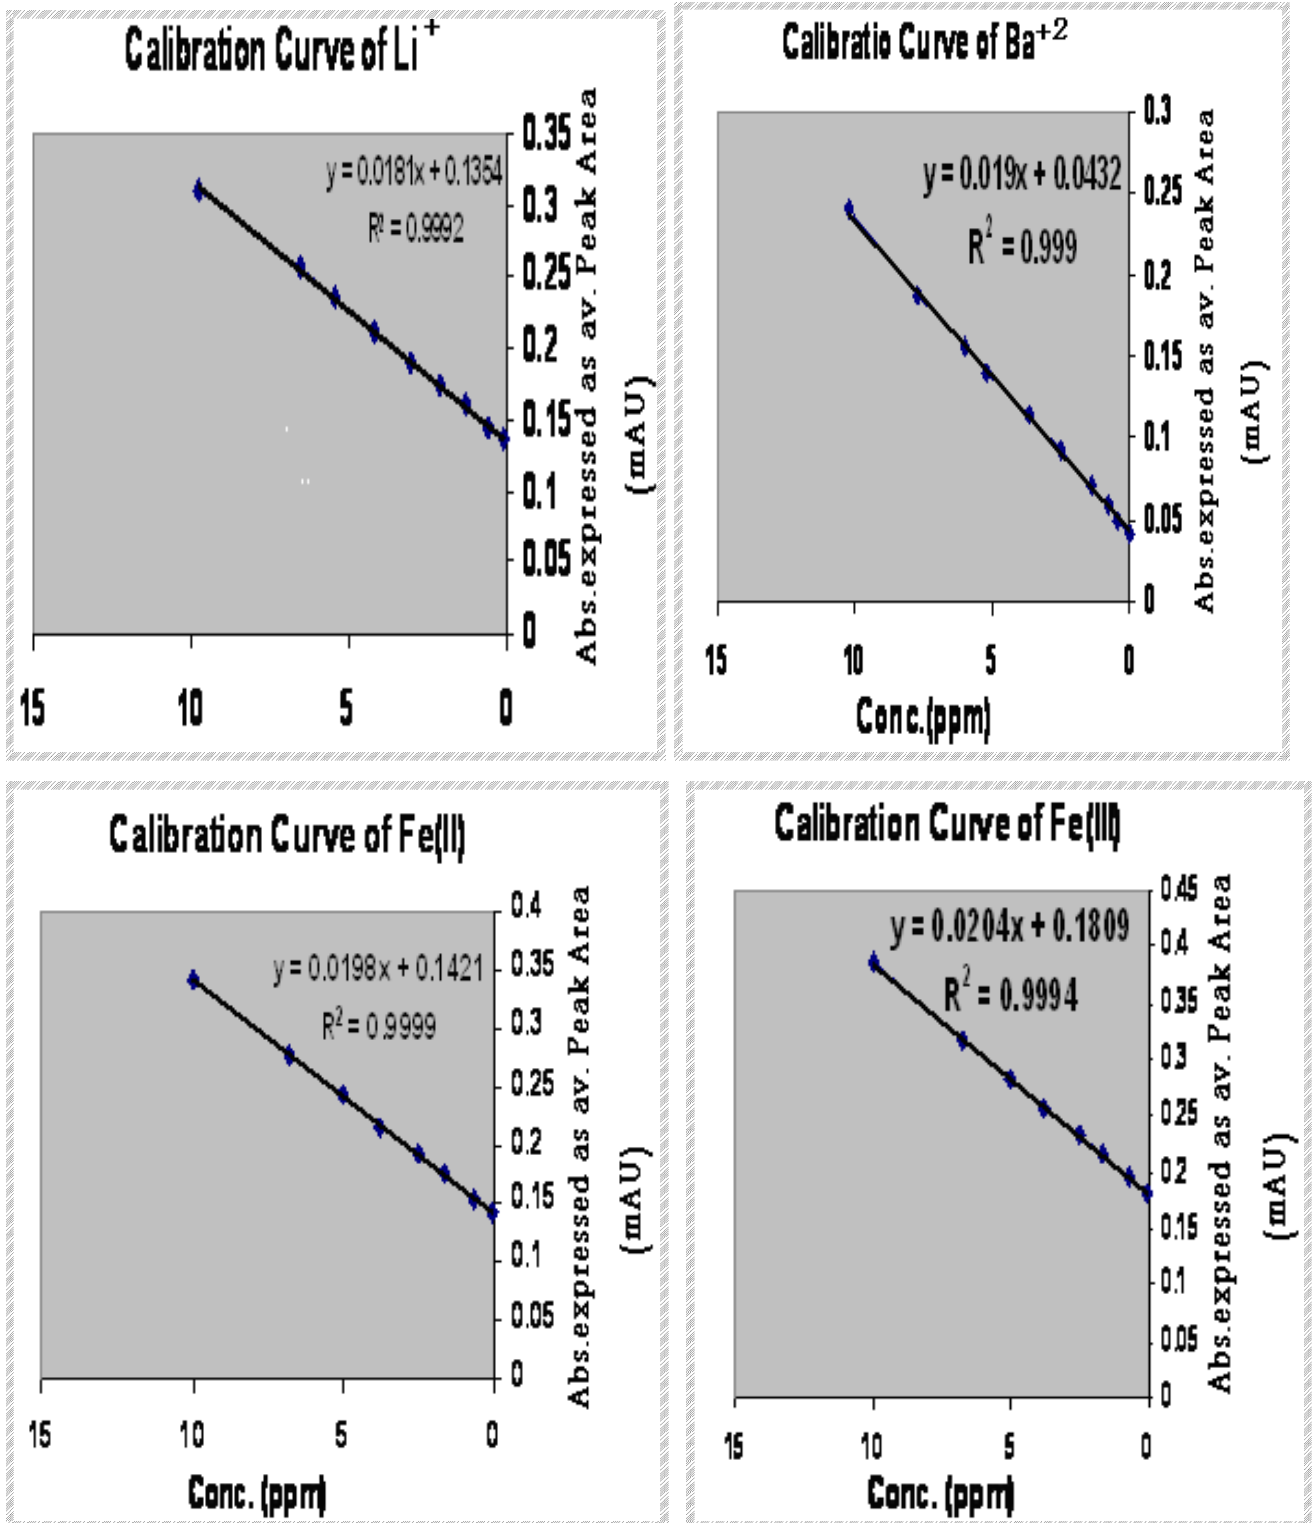 Calibration Curve of Li⁺
y = 0.0181x + 0.1354
R² = 0.9992
0.35
0.3
0.25
0.2
0.15
0.1
0.05
0
15 10 5 0
Abs.expressed as av. Peak Area
(mAU)
Calibratio Curve of Ba⁺²
y = 0.019x + 0.0432
R² = 0.999
0.3
0.25
0.2
0.15
0.1
0.05
0
15 10 5 0
Conc.(ppm)
Abs.expressed as av. Peak Area
(mAU)
Calibration Curve of Fe(II)
y = 0.0198x + 0.1421
R² = 0.9999
0.4
0.35
0.3
0.25
0.2
0.15
0.1
0.05
0
15 10 5 0
Conc. (ppm)
Abs.expressed as av. Peak Area
(mAU)
Calibration Curve of Fe(III)
y = 0.0204x + 0.1809
R² = 0.9994
0.45
0.4
0.35
0.3
0.25
0.2
0.15
0.1
0.05
0
15 10 5 0
Conc. (ppm)
Abs.expressed as av. Peak Area
(mAU)